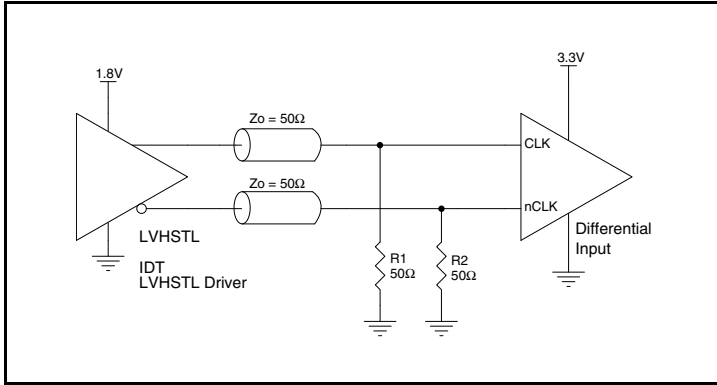 1.8V
3.3V
Zo = 50Ω
CLK
Zo = 50Ω
nCLK
Differential
Input
LVHSTL
IDT
LVHSTL Driver
R1
50Ω
R2
50Ω